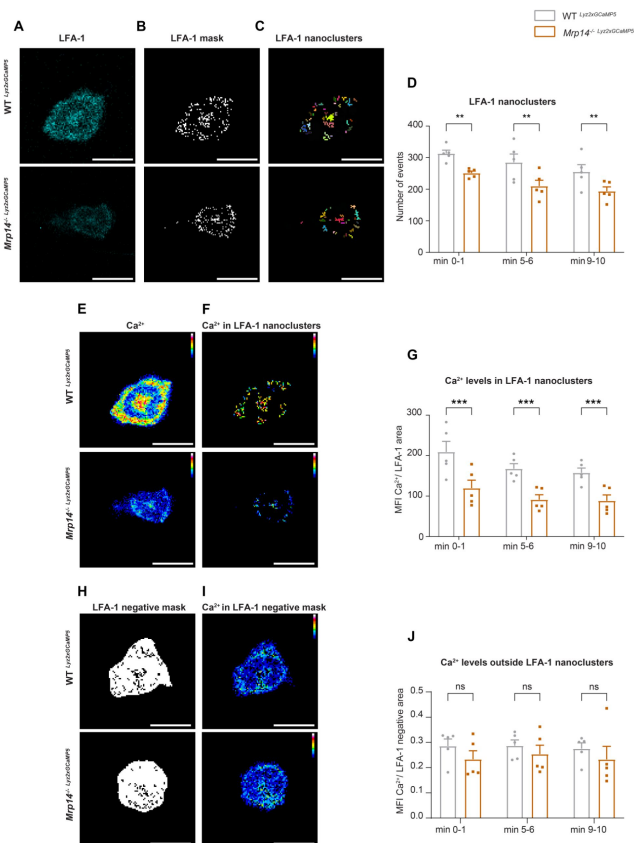 WT Lyz2xGCaMP5
Mrp14-/- Lyz2xGCaMP5
A B C
LFA-1 LFA-1 mask LFA-1 nanoclusters
WT Lyz2xGCaMP5
Mrp14-/- Lyz2xGCaMP5
D
LFA-1 nanoclusters
** ** **
Number of events
400
300
200
100
0
min 0-1 min 5-6 min 9-10
E F
Ca²⁺ Ca²⁺ in LFA-1 nanoclusters
WT Lyz2xGCaMP5
Mrp14-/- Lyz2xGCaMP5
G
Ca²⁺ levels in LFA-1 nanoclusters
*** *** ***
MFI Ca²⁺/ LFA-1 area
300
200
100
0
min 0-1 min 5-6 min 9-10
H I
LFA-1 negative mask Ca²⁺ in LFA-1 negative mask
WT Lyz2xGCaMP5
Mrp14-/- Lyz2xGCaMP5
J
Ca²⁺ levels outside LFA-1 nanoclusters
ns ns ns
MFI Ca²⁺/ LFA-1 negative area
0.5
0.4
0.3
0.2
0.1
0.0
min 0-1 min 5-6 min 9-10